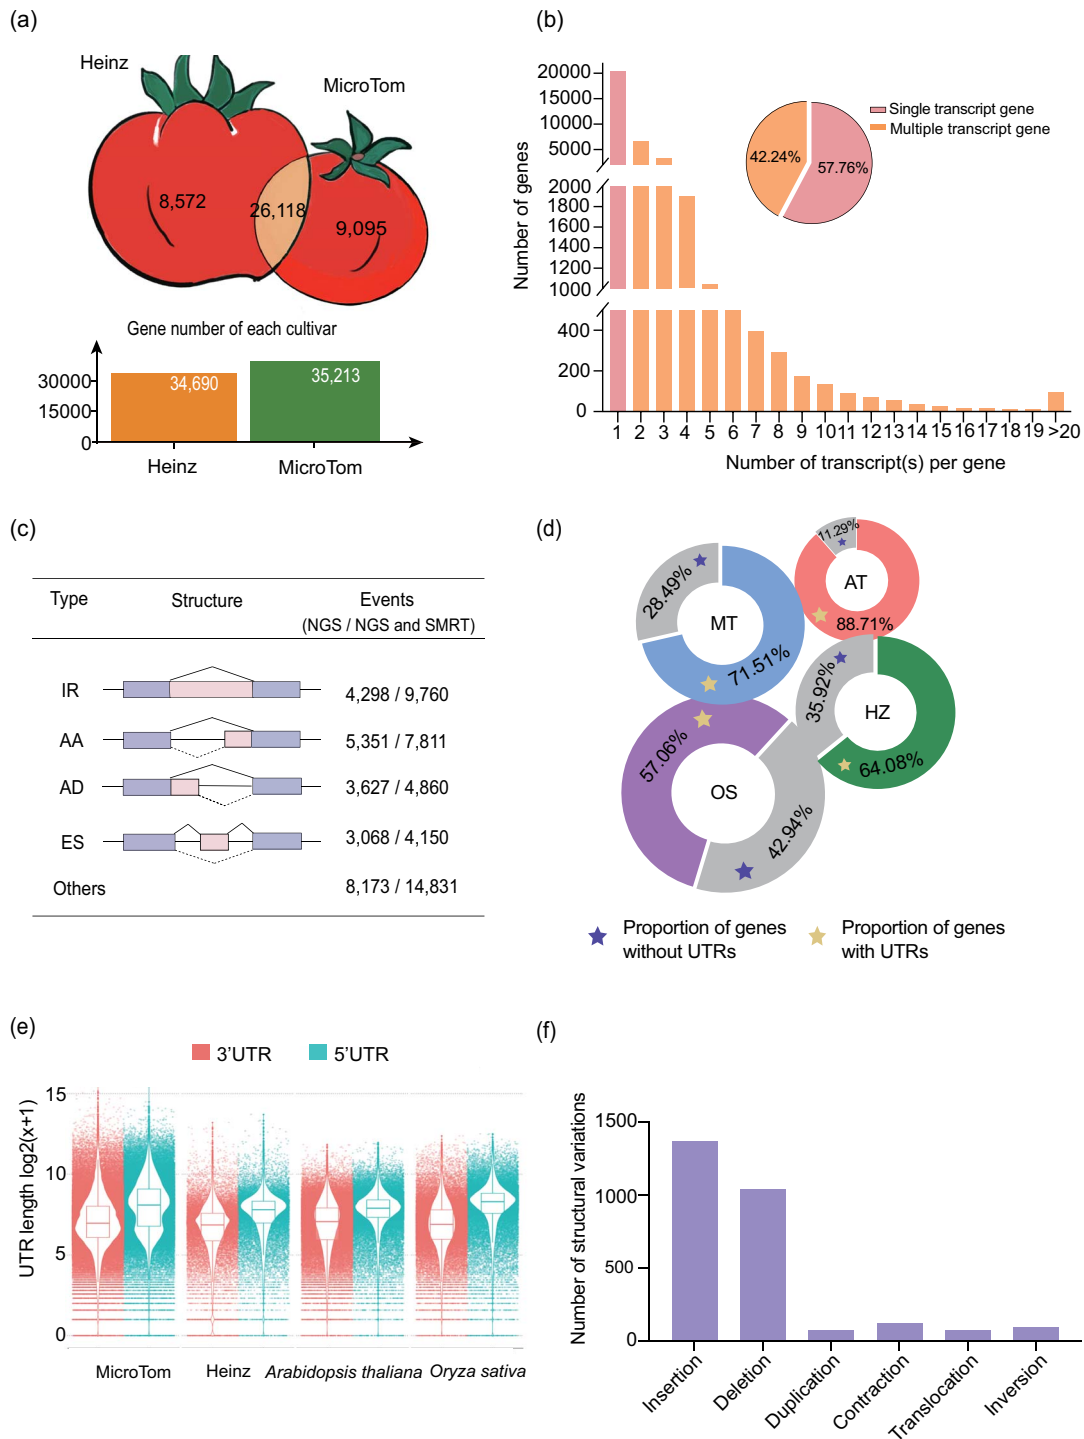 (a)
Heinz
MicroTom
8,572
26,118
9,095
Gene number of each cultivar
30000
15000
0
34,690
35,213
Heinz
MicroTom
(b)
Number of genes
20000
15000
10000
5000
2000
1800
1600
1400
1200
1000
400
200
0
Single transcript gene
Multiple transcript gene
42.24%
57.76%
1 2 3 4 5 6 7 8 9 10 11 12 13 14 15 16 17 18 19 >20
Number of transcript(s) per gene
(c)
Type Structure Events
(NGS / NGS and SMRT)
IR 4,298 / 9,760
AA 5,351 / 7,811
AD 3,627 / 4,860
ES 3,068 / 4,150
Others 8,173 / 14,831
(d)
11.29%
AT
88.71%
28.49%
MT
71.51%
35.92%
HZ
64.08%
57.06%
OS
42.94%
Proportion of genes
without UTRs
Proportion of genes
with UTRs
(e)
3'UTR
5'UTR
UTR length log2(x+1)
15
10
5
0
MicroTom
Heinz
Arabidopsis thaliana
Oryza sativa
(f)
Number of structural variations
1500
1000
500
0
Insertion
Deletion
Duplication
Contraction
Translocation
Inversion